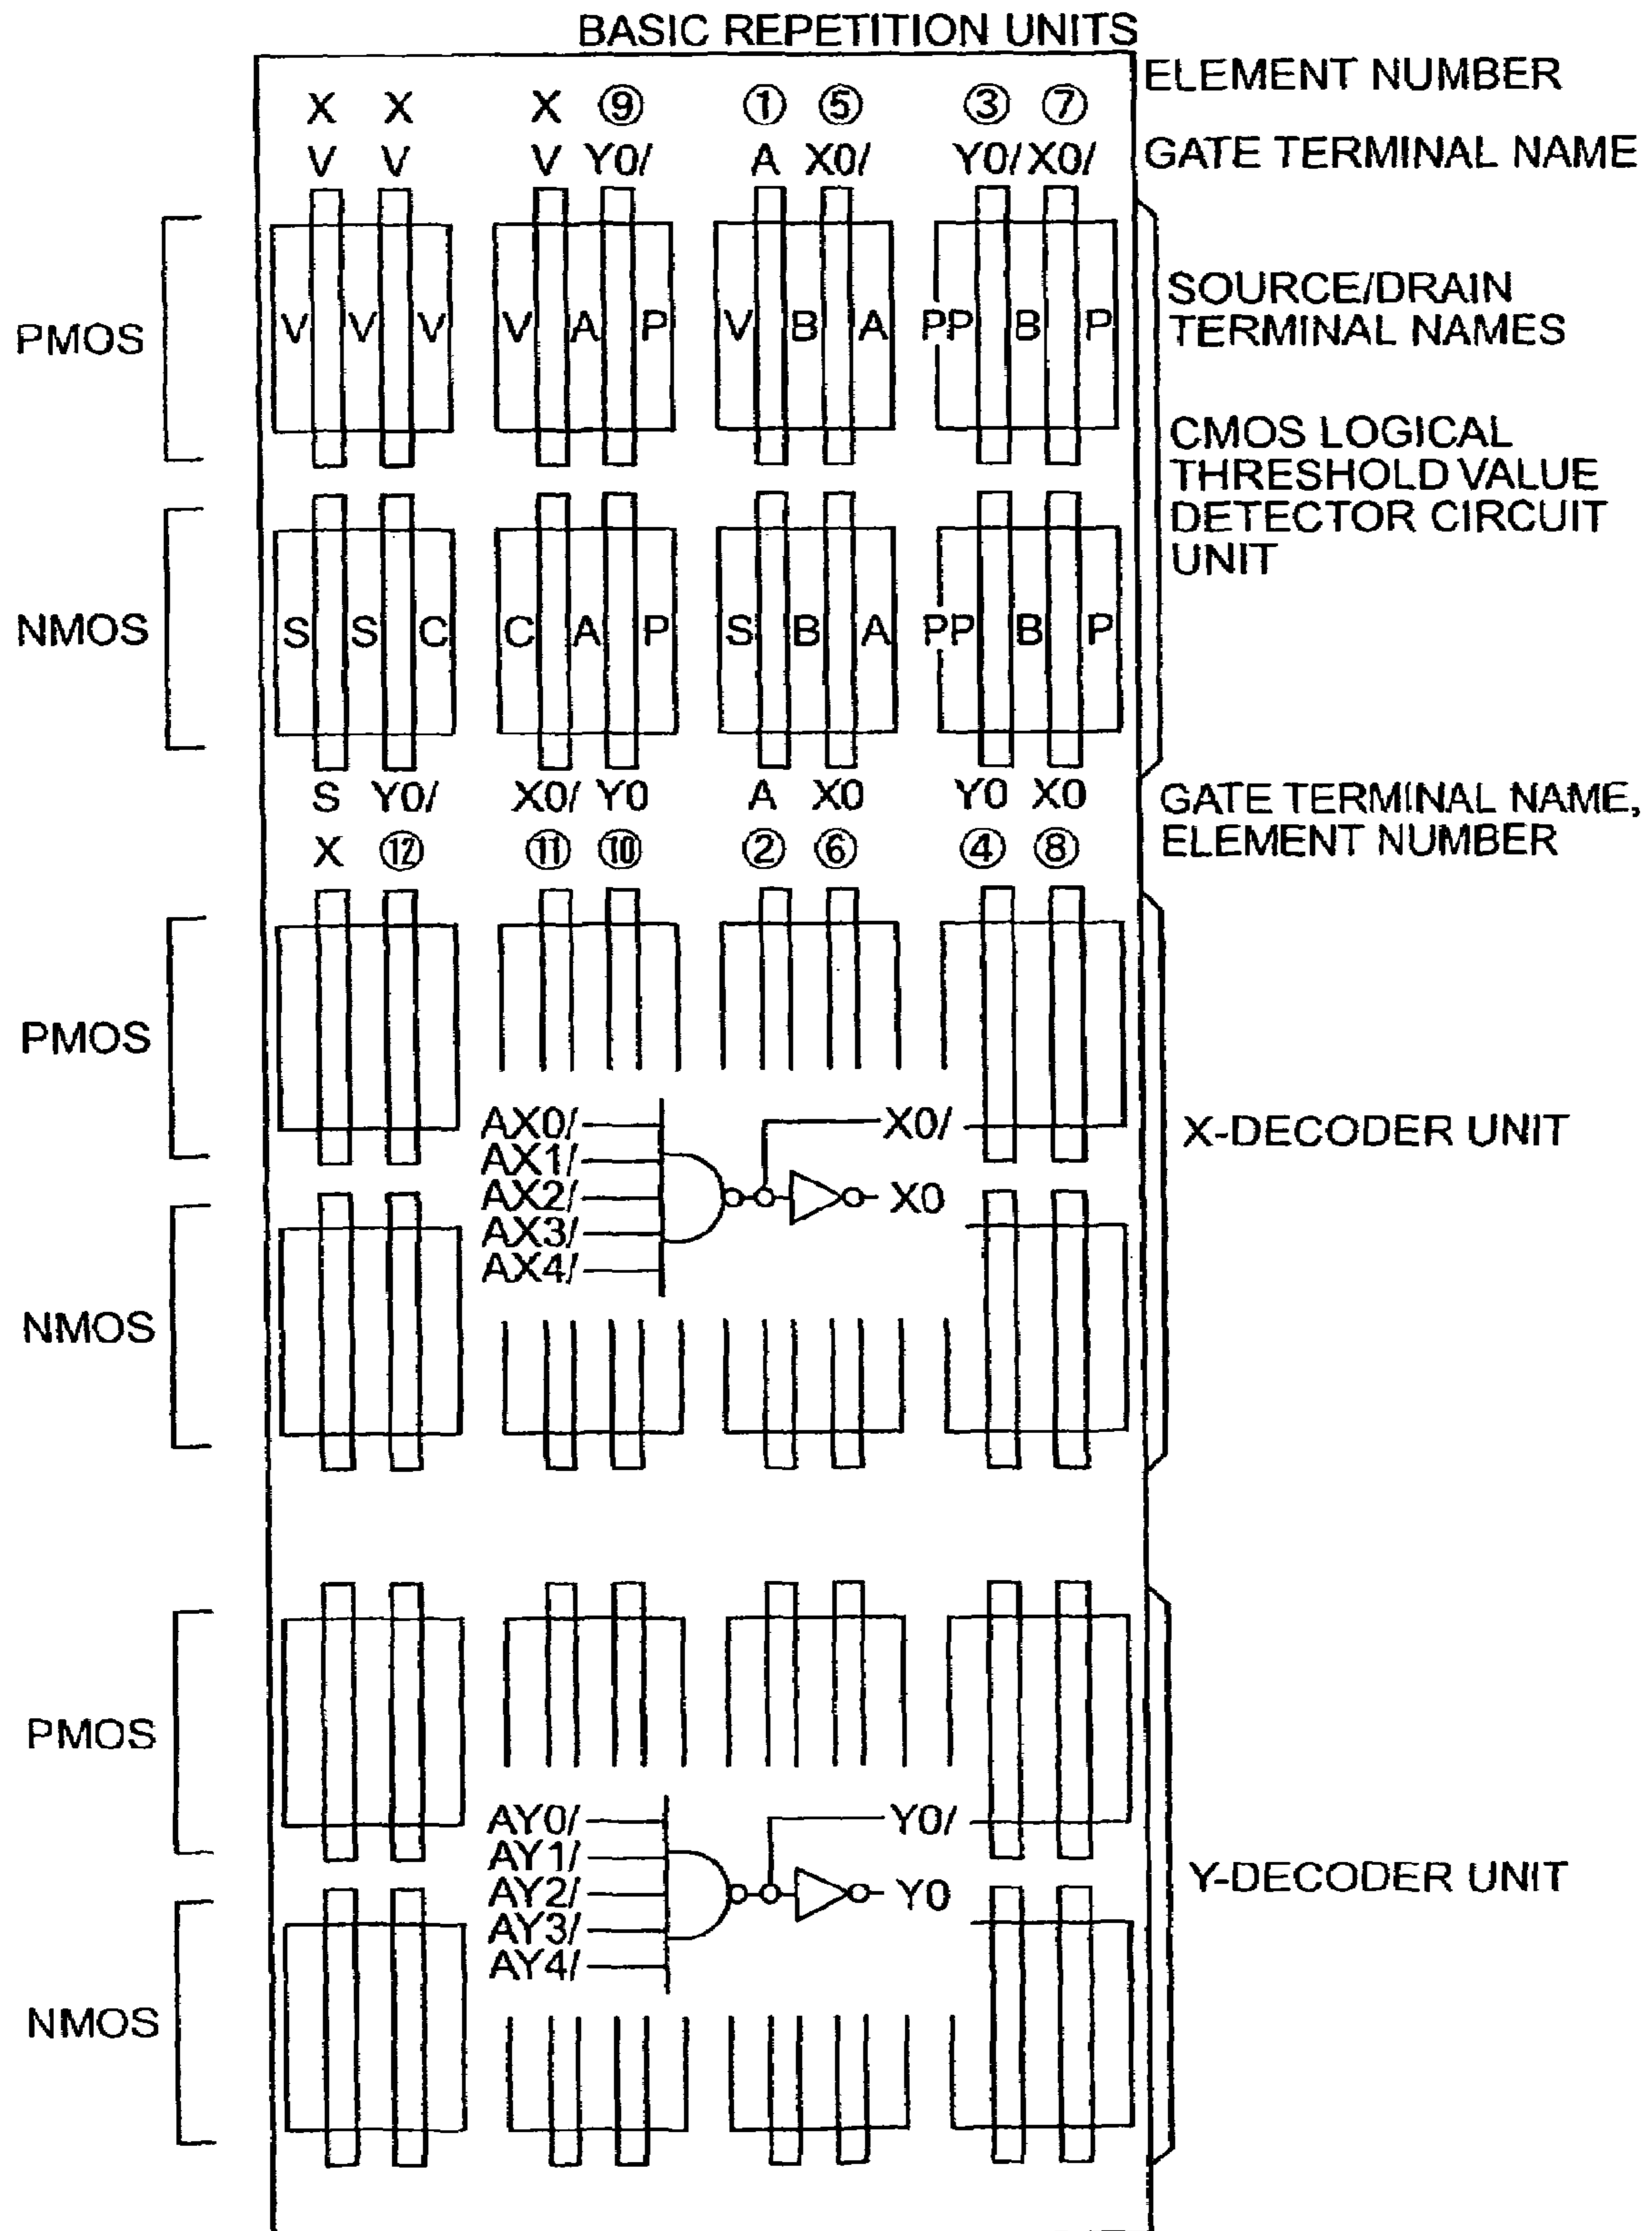 BASIC REPETITION UNITS
X X X ⑨ ① ⑤ ③ ⑦ ELEMENT NUMBER
V V V Y0/ A X0/ Y0/ X0/ GATE TERMINAL NAME
SOURCE/DRAIN
TERMINAL NAMES
PMOS V V V V A P V B A PP B P
CMOS LOGICAL
THRESHOLD VALUE
DETECTOR CIRCUIT
UNIT
NMOS S S C C A P S B A PP B P
S Y0/ X0/ Y0 A X0 Y0 X0 GATE TERMINAL NAME,
X ⑫ ⑪ ⑩ ② ⑥ ④ ⑧ ELEMENT NUMBER
PMOS
AX0/ X0/ X-DECODER UNIT
AX1/
AX2/ X0
AX3/
AX4/
NMOS
PMOS
AY0/ Y0/
AY1/
Y-DECODER UNIT
AY2/ Y0
AY3/
AY4/
NMOS